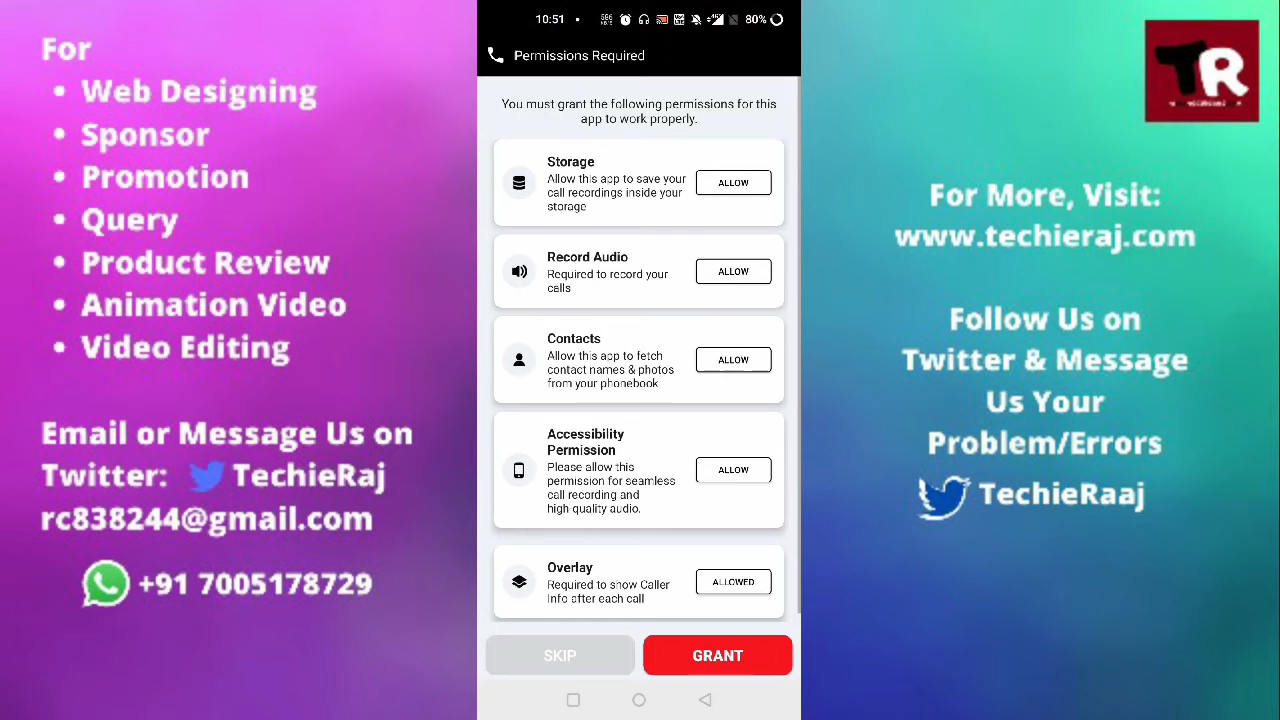 For
• Web Designing
• Sponsor
• Promotion
• Query
• Product Review
• Animation Video
• Video Editing
Email or Message Us on
Twitter: TechieRaj
rc838244@gmail.com
+91 7005178729
10:51
80%
Permissions Required
You must grant the following permissions for this
app to work properly.
Storage
Allow this app to save your
call recordings inside your
storage
ALLOW
Record Audio
Required to record your
calls
ALLOW
Contacts
Allow this app to fetch
contact names & photos
from your phonebook
ALLOW
Accessibility
Permission
Please allow this
permission for seamless
call recording and
high quality audio.
ALLOW
Overlay
Required to show Caller
Info after each call
ALLOWED
SKIP
GRANT
TR
For More, Visit:
www.techieraj.com
Follow Us on
Twitter & Message
Us Your
Problem/Errors
TechieRaaj